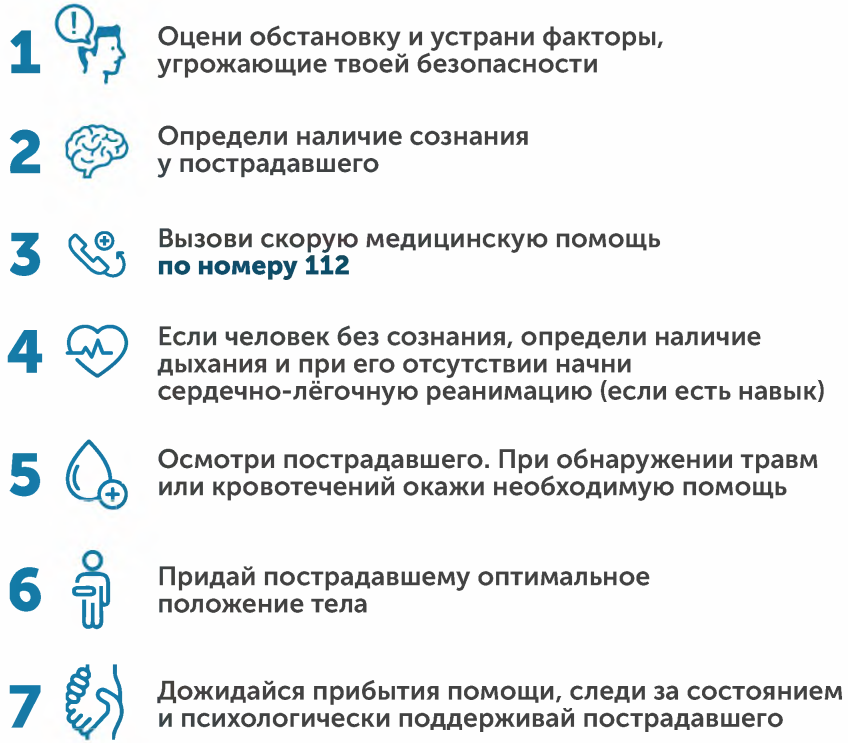 1
Оцени обстановку и устрани факторы,
угрожающие твоей безопасности
2
Определи наличие сознания
у пострадавшего
3
Вызови скорую медицинскую помощь
по номеру 112
4
Если человек без сознания, определи наличие
дыхания и при его отсутствии начни
сердечно-лёгочную реанимацию (если есть навык)
5
Осмотри пострадавшего. При обнаружении травм
или кровотечений окажи необходимую помощь
6
Придай пострадавшему оптимальное
положение тела
7
Дожидайся прибытия помощи, следи за состоянием
и психологически поддерживай пострадавшего